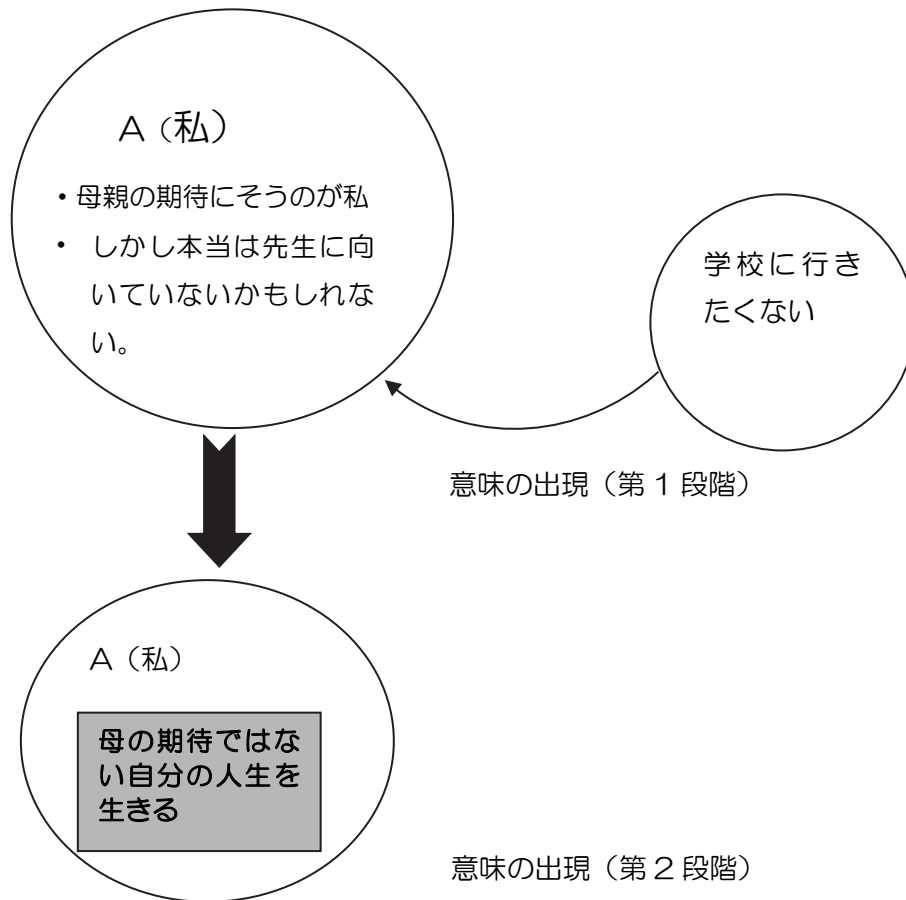 A（私）
・母親の期待にそうのが私
・ しかし本当は先生に向
いていないかもしれな
い。
学校に行き
たくない
意味の出現（第１段階）
A（私）
母の期待ではな
い自分の人生を
生きる
意味の出現（第２段階）